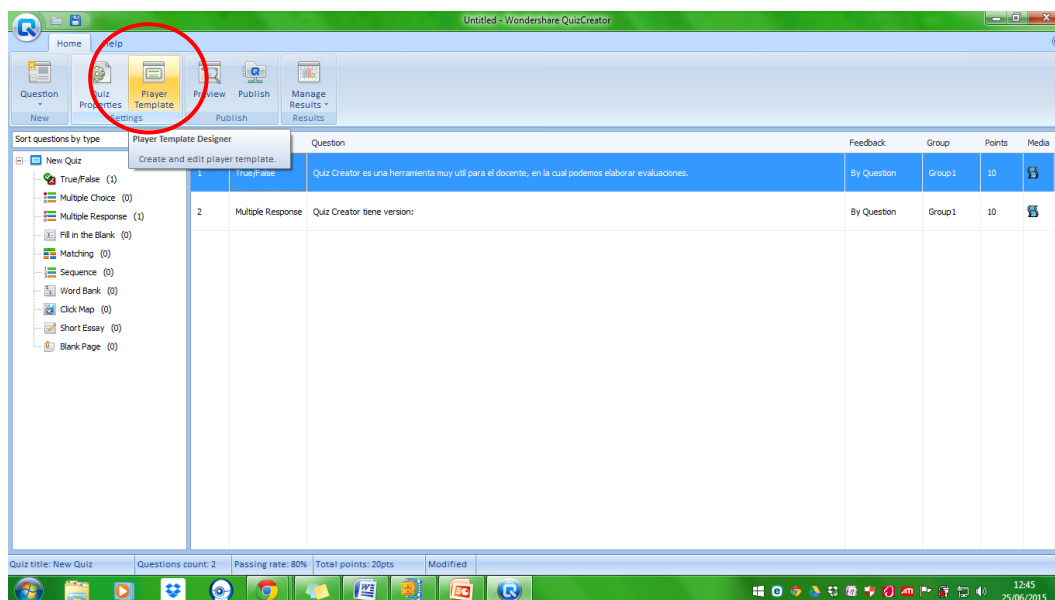 Untitled - Wondershare QuizCreator
Home Help
Question Quiz Properties Player Template Preview Publish Manage Results
New Settings Publish Results
Sort questions by type
Player Template Designer
Create and edit player template.
Question Feedback Group Points Media
New Quiz
True/False (1)
Multiple Choice (0)
Multiple Response (1)
Fill in the Blank (0)
Matching (0)
Sequence (0)
Word Bank (0)
Click Map (0)
Short Essay (0)
Blank Page (0)
1 True/False Quiz Creator es una herramienta muy util para el docente, en la cual podemos elaborar evaluaciones. By Question Group1 10
2 Multiple Response Quiz Creator tiene version: By Question Group1 10
Quiz title: New Quiz Questions count: 2 Passing rate: 80% Total points: 20pts Modified
12:45
25/06/2015